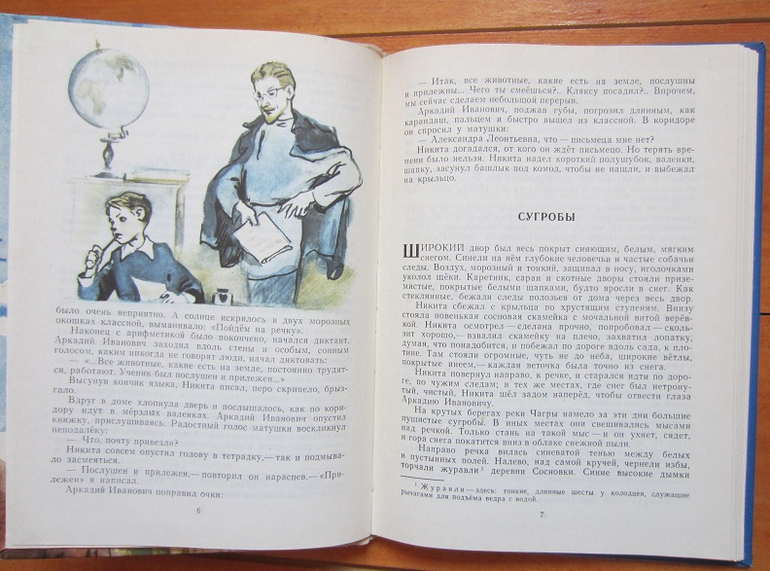 было очень неприятно. А солнце искрилось в двух морозных
окошках классной, выманивало: «Пойдём на речку».
Наконец с арифметикой было покончено, начался диктант.
Аркадий Иванович заходил вдоль стены и особым, сонным
голосом, каким никогда не говорят люди, начал диктовать:
— «...Все животные, какие есть на земле, постоянно трудят-
ся, работают. Ученик был послушен и прилежен...»
Высунув кончик языка, Никита писал, перо скрипело, брыз-
гало.
Вдруг в доме хлопнула дверь и послышалось, как по кори-
дору идут в мёрзлых валенках. Аркадий Иванович опустил
книжку, прислушиваясь. Радостный голос матушки воскликнул
неподалёку:
— Что, почту привезли?
Никита совсем опустил голову в тетрадку,— так и подмыва-
ло засмеяться.
— Послушен и прилежен,— повторил он нараспев.— «При-
лежен» я написал.
Аркадий Иванович поправил очки:
6
— Итак, все животные, какие есть на земле, послушны
и прилежны... Чего ты смеёшься?.. Кляксу посадил?.. Впрочем,
мы сейчас сделаем небольшой перерыв.
Аркадий Иванович, поджав губы, погрозил длинным, как
карандаш, пальцем и быстро вышел из классной. В коридоре
он спросил у матушки:
— Александра Леонтьевна, что — письмеца мне нет?
Никита догадался, от кого он ждёт письмецо. Но терять вре-
мени было нельзя. Никита надел короткий полушубок, валенки,
шапку, засунул башлык под комод, чтобы не нашли, и выбежал
на крыльцо.
СУГРОБЫ
ШИРОКИЙ двор был весь покрыт сияющим, белым, мягким
снегом. Синели на нём глубокие человечьи и частые собачьи
следы. Воздух, морозный и тонкий, защипал в носу, иголочками
уколол щёки. Каретник, сараи и скотные дворы стояли призе-
мистые, покрытые белыми шапками, будто вросли в снег. Как
стеклянные, бежали следы полозьев от дома через весь двор.
Никита сбежал с крыльца по хрустящим ступеням. Внизу
стояла новенькая сосновая скамейка с мочальной витой верёв-
кой. Никита осмотрел — сделана прочно, попробовал — сколь-
зит хорошо,— взвалил скамейку на плечо, захватил лопатку,
думая, что понадобится, и побежал по дороге вдоль сада, к пло-
тине. Там стояли огромные, чуть не до неба, широкие вётлы,
покрытые инеем,— каждая веточка была точно из снега.
Никита повернул направо, к речке, и старался идти по доро-
ге, по чужим следам; в тех же местах, где снег был нетрону-
тый, чистый, Никита шёл задом наперёд, чтобы отвести глаза
Аркадию Ивановичу.
На крутых берегах реки Чагры намело за эти дни большие
пушистые сугробы. В иных местах они свешивались мысами
над речкой. Только стань на такой мыс — и он ухнет, сядет,
и гора снега покатится вниз в облаке снежной пыли.
Направо речка вилась синеватой тенью между белых
и пустынных полей. Налево, над самой кручей, чернели избы,
торчали журавли ¹ деревни Сосновки. Синие высокие дымки
¹ Журавли — здесь: тонкие, длинные шесты у колодцев, служащие
рычагами для подъёма ведра с водой.
7